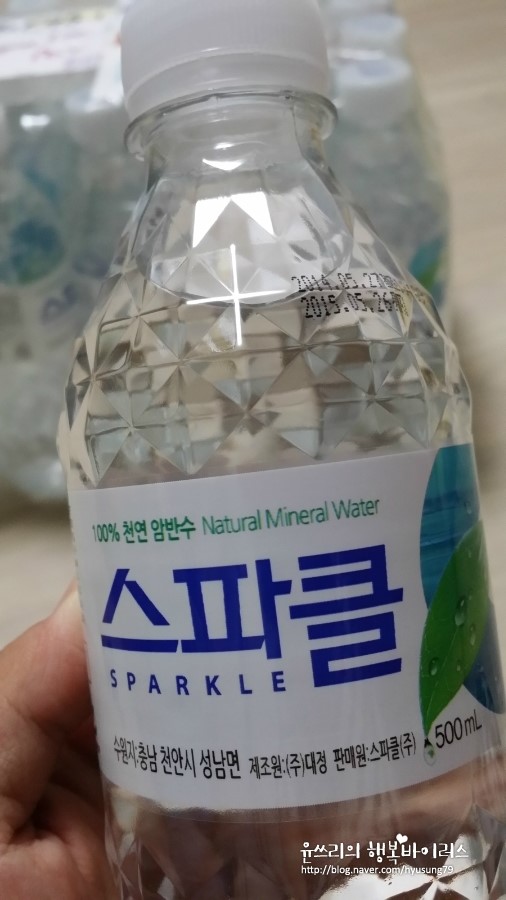 2014.05.27
2015.05.26
100% 천연 암반수 Natural Mineral Water
스파클
SPARKLE
수원지:충남 천안시 성남면 제조원:(주)대정 판매원:스파클(주) 500mL
윤쓰리의 행복바이러스
http://blog.naver.com/hyusung79